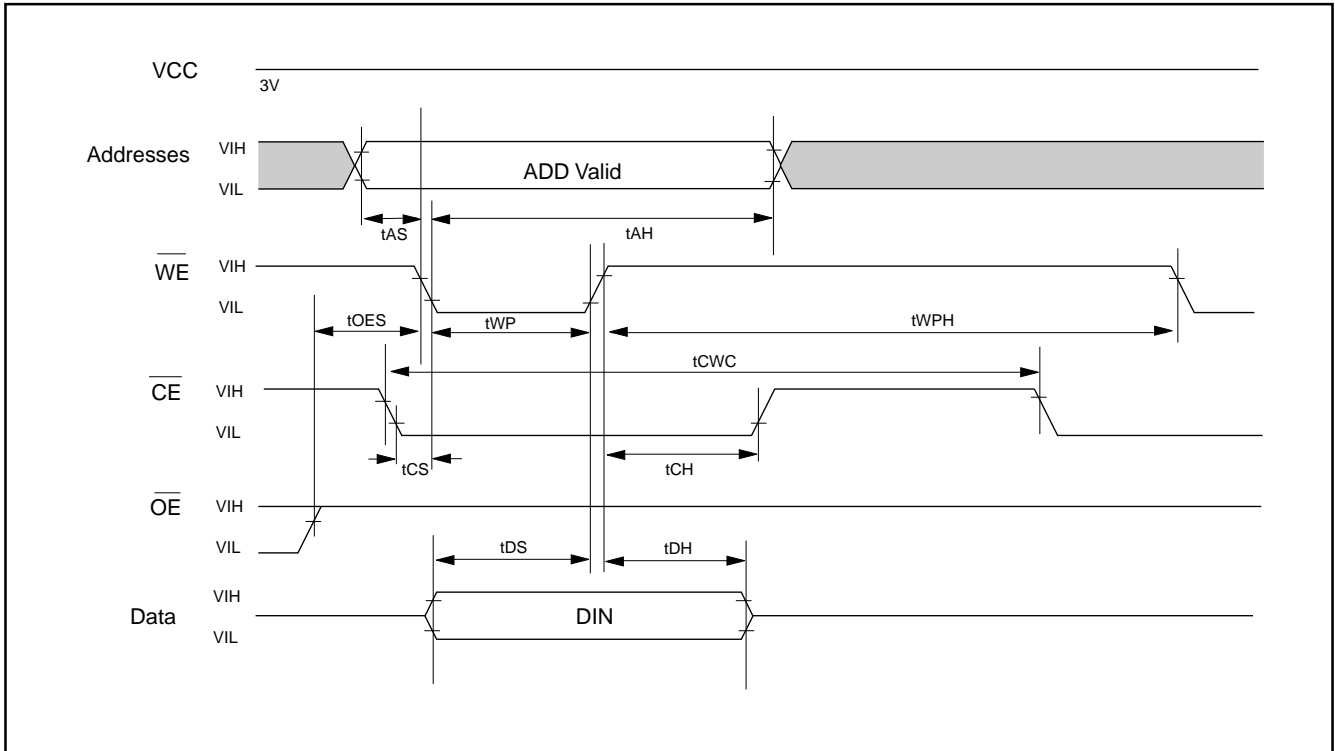 VCC
3V
Addresses
VIH
VIL
ADD Valid
tAS
tAH
WE
VIH
VIL
tOES
tWP
tWPH
tCWC
CE
VIH
VIL
tCS
tCH
OE
VIH
VIL
tDS
tDH
Data
VIH
VIL
DIN